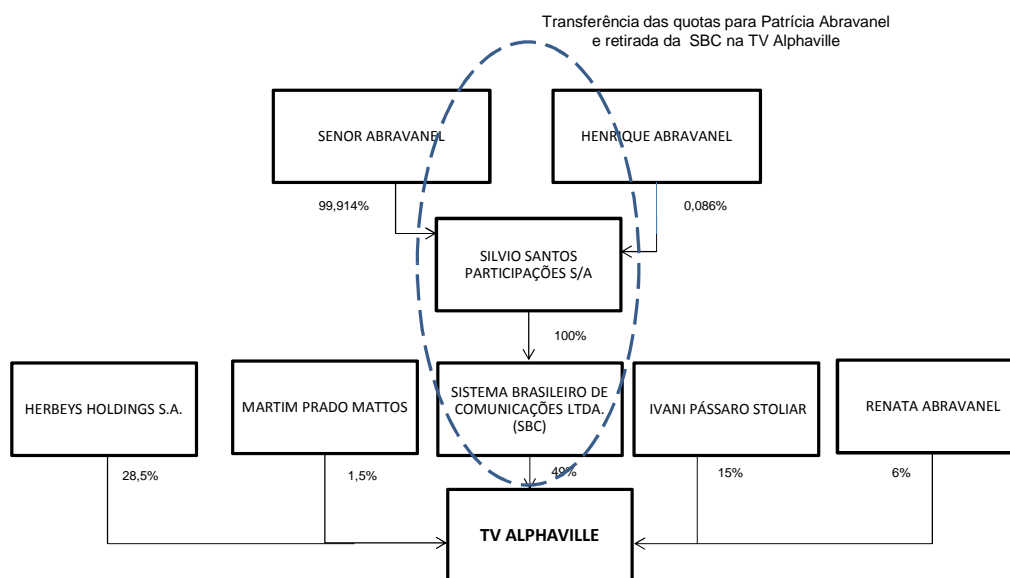 Transferência das quotas para Patrícia Abravanel
e retirada da SBC na TV Alphaville
SENOR ABRAVANEL
HENRIQUE ABRAVANEL
99,914%
0,086%
SILVIO SANTOS
PARTICIPAÇÕES S/A
100%
HERBEYS HOLDINGS S.A.
MARTIM PRADO MATTOS
SISTEMA BRASILEIRO DE
COMUNICAÇÕES LTDA.
(SBC)
IVANI PÁSSARO STOLIAR
RENATA ABRAVANEL
28,5%
1,5%
49%
15%
6%
TV ALPHAVILLE